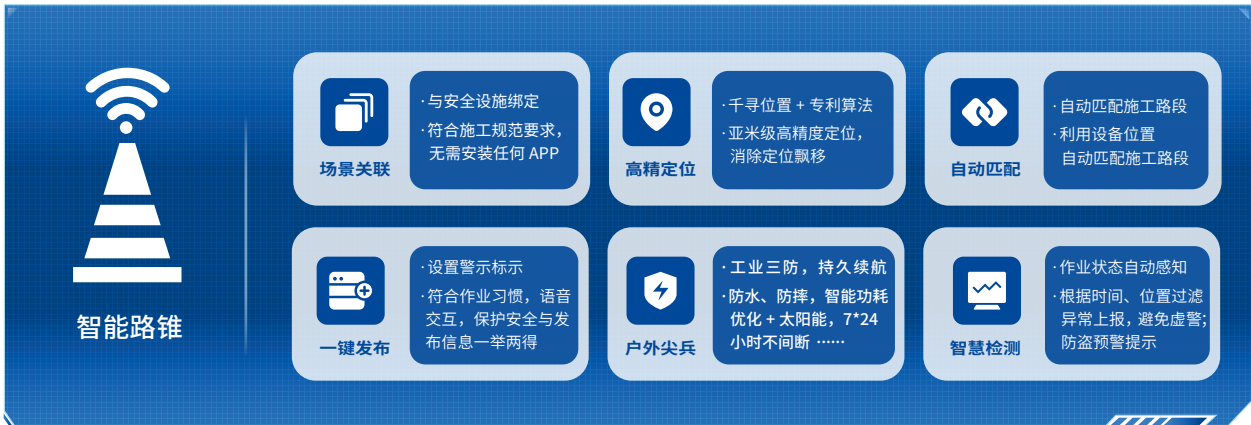 智能路锥
场景关联
·与安全设施绑定
·符合施工规范要求，
无需安装任何 APP
高精定位
·千寻位置 + 专利算法
·亚米级高精度定位，
消除定位飘移
自动匹配
·自动匹配施工路段
·利用设备位置
自动匹配施工路段
一键发布
·设置警示标示
·符合作业习惯，语音
交互，保护安全与发
布信息一举两得
户外尖兵
·工业三防，持久续航
·防水、防摔，智能功耗
优化 + 太阳能，7*24
小时不间断 ……
智慧检测
·作业状态自动感知
·根据时间、位置过滤
异常上报，避免虚警;
防盗预警提示